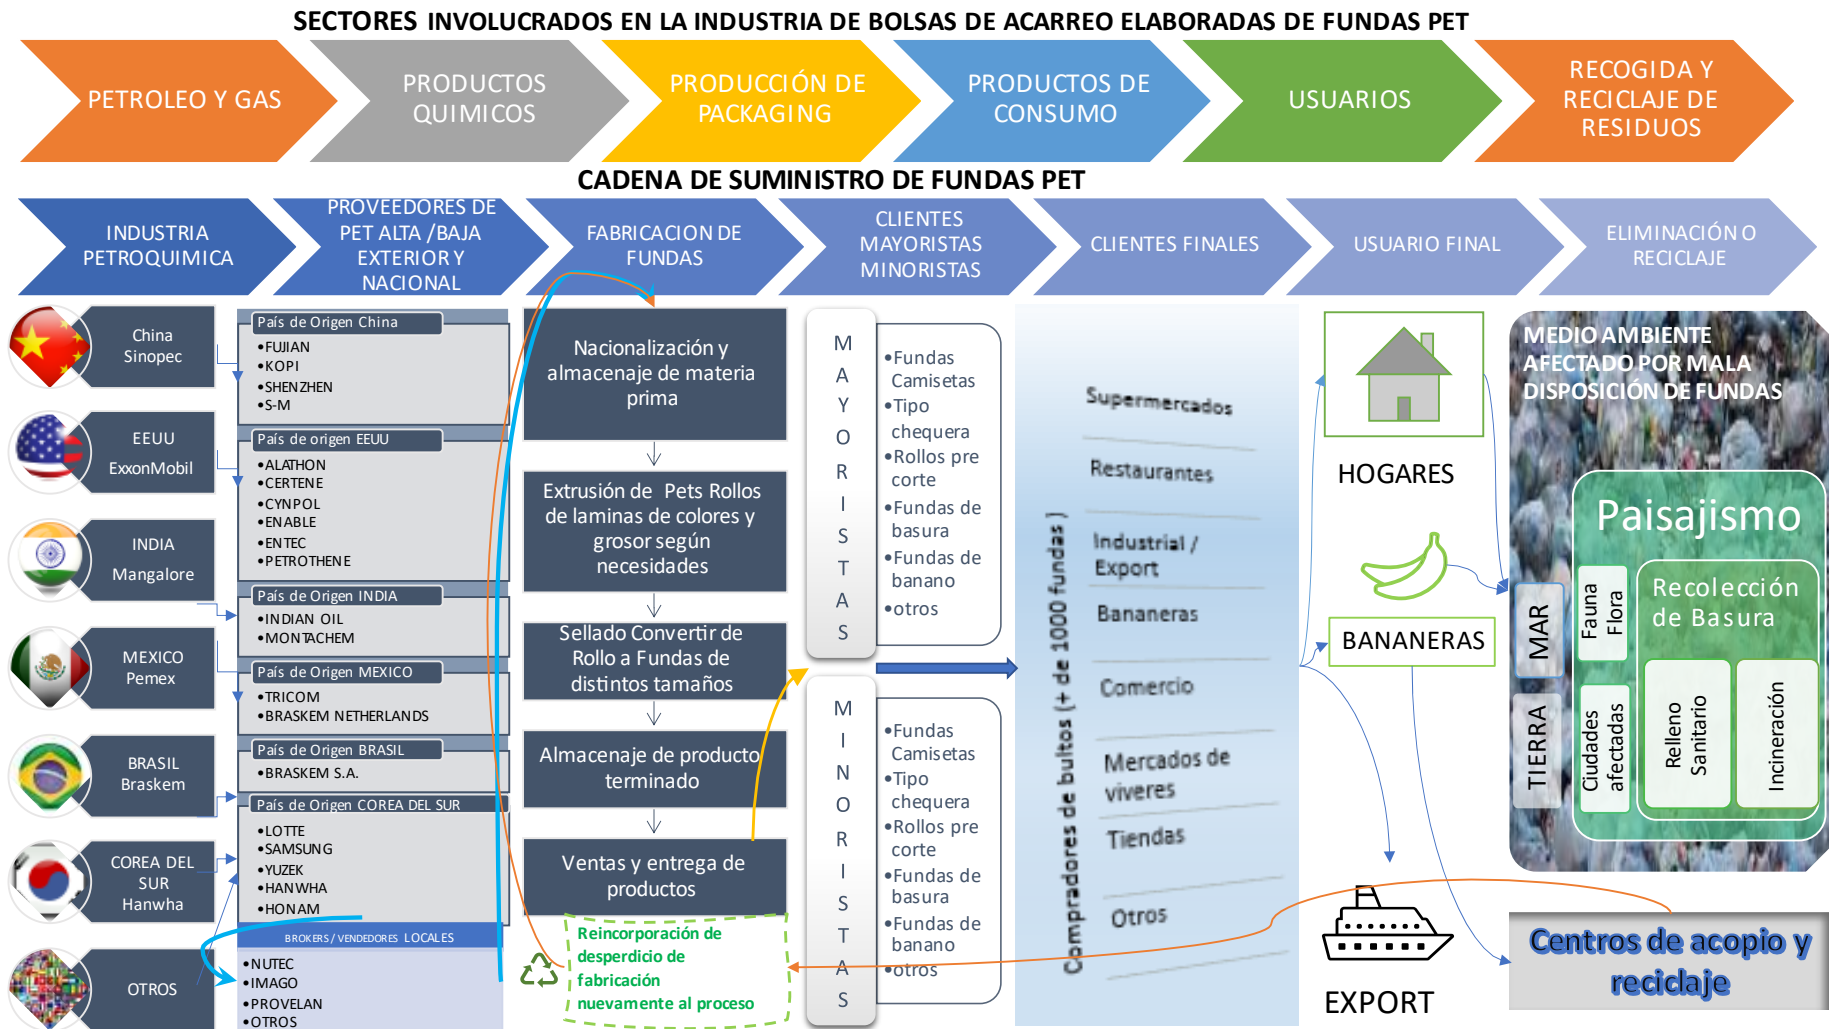 SECTORES INVOLUCRADOS EN LA INDUSTRIA DE BOLSAS DE ACARREO ELABORADAS DE FUNDAS PET
PETROLEO Y GAS
PRODUCTOS
QUIMICOS
PRODUCCIÓN DE
PACKAGING
PRODUCTOS DE
CONSUMO
USUARIOS
RECOGIDA Y
RECICLAJE DE
RESIDUOS
CADENA DE SUMINISTRO DE FUNDAS PET
INDUSTRIA
PETROQUIMICA
PROVEEDORES DE
PET ALTA /BAJA
EXTERIOR Y
NACIONAL
FABRICACION DE
FUNDAS
CLIENTES
MAYORISTAS
MINORISTAS
CLIENTES FINALES
USUARIO FINAL
ELIMINACIÓN O
RECICLAJE
China
Sinopec
EEUU
ExxonMobil
INDIA
Mangalore
MEXICO
Pemex
BRASIL
Braskem
COREA DEL
SUR
Hanwha
OTROS
País de Origen China
•FUJIAN
•KOPI
•SHENZHEN
•S-M
País de origen EEUU
•ALATHON
•CERTENE
•CYNPOL
•ENABLE
•ENTEC
•PETROTHENE
País de Origen INDIA
•INDIAN OIL
•MONTACHEM
País de Origen MEXICO
•TRICOM
•BRASKEM NETHERLANDS
País de Origen BRASIL
•BRASKEM S.A.
País de Origen COREA DEL SUR
•LOTTE
•SAMSUNG
•YUZEK
•HANWHA
•HONAM
BROKERS / VENDEDORES LOCALES
•NUTEC
•IMAGO
•PROVELAN
•OTROS
Nacionalización y
almacenaje de materia
prima
Extrusión de Pets Rollos
de laminas de colores y
grosor según
necesidades
Sellado Convertir de
Rollo a Fundas de
distintos tamaños
Almacenaje de producto
terminado
Ventas y entrega de
productos
Reincorporación de
desperdicio de
fabricación
nuevamente al proceso
MAYORISTAS
•Fundas
Camisetas
•Tipo
chequera
•Rollos pre
corte
•Fundas de
basura
•Fundas de
banano
•otros
MINORISTAS
•Fundas
Camisetas
•Tipo
chequera
•Rollos pre
corte
•Fundas de
basura
•Fundas de
banano
•otros
Compradores de bultos (+ de 1000 fundas )
Supermercados
Restaurantes
Industrial /
Export
Bananeras
Comercio
Mercados de
viveres
Tiendas
Otros
HOGARES
BANANERAS
EXPORT
MEDIO AMBIENTE
AFECTADO POR MALA
DISPOSICIÓN DE FUNDAS
MAR
TIERRA
Paisajismo
Fauna
Flora
Ciudades
afectadas
Recolección
de Basura
Relleno
Sanitario
Incineración
Centros de acopio y
reciclaje